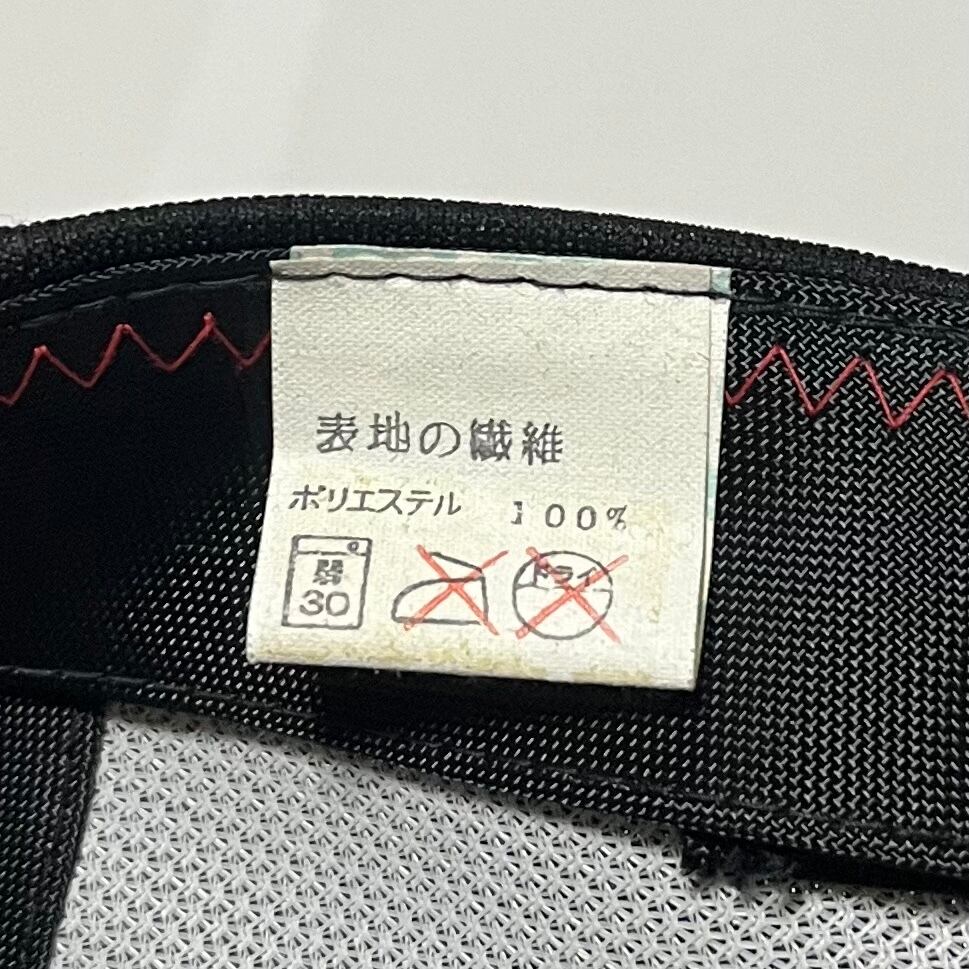 表地の繊維
ポリエステル 100%
弱 ドライ
30